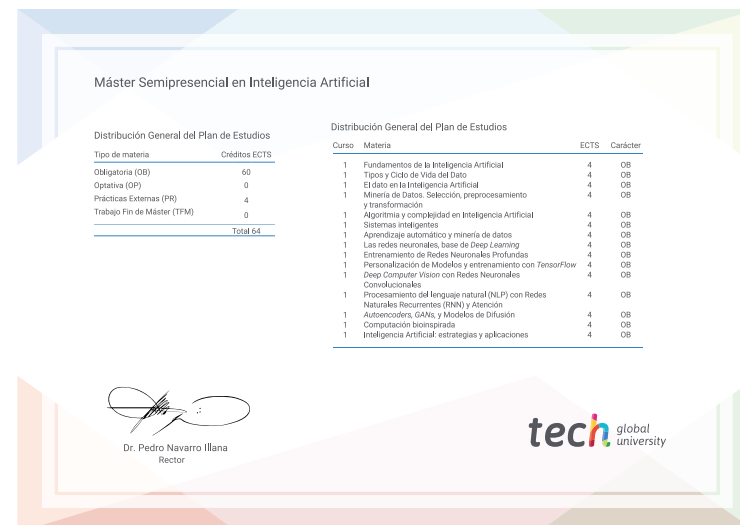 Máster Semipresencial en Inteligencia Artificial
Distribución General del Plan de Estudios
Tipo de materia Créditos ECTS
Obligatoria (OB) 60
Optativa (OP) 0
Prácticas Externas (PR) 4
Trabajo Fin de Máster (TFM) 0
Total 64
Distribución General del Plan de Estudios
Curso Materia ECTS Carácter
1 Fundamentos de la Inteligencia Artificial 4 OB
1 Tipos y Ciclo de Vida del Dato 4 OB
1 El dato en la Inteligencia Artificial 4 OB
1 Minería de Datos. Selección, preprocesamiento 4 OB
y transformación
1 Algoritmia y complejidad en Inteligencia Artificial 4 OB
1 Sistemas inteligentes 4 OB
1 Aprendizaje automático y minería de datos 4 OB
1 Las redes neuronales, base de Deep Learning 4 OB
1 Entrenamiento de Redes Neuronales Profundas 4 OB
1 Personalización de Modelos y entrenamiento con TensorFlow 4 OB
1 Deep Computer Vision con Redes Neuronales 4 OB
Convolucionales
1 Procesamiento del lenguaje natural (NLP) con Redes 4 OB
Naturales Recurrentes (RNN) y Atención
1 Autoencoders, GANs, y Modelos de Difusión 4 OB
1 Computación bioinspirada 4 OB
1 Inteligencia Artificial: estrategias y aplicaciones 4 OB
Dr. Pedro Navarro Illana
Rector
tech global
university